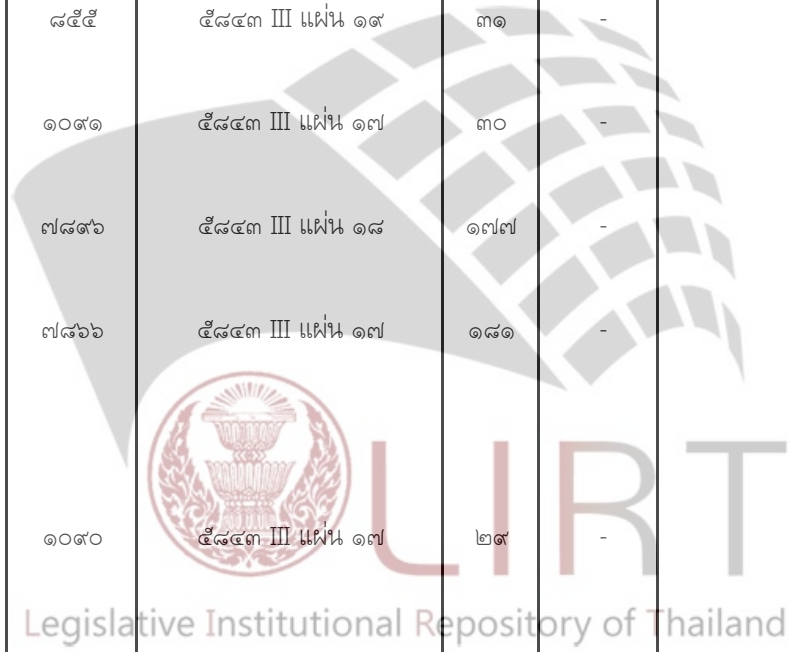 ๘๕๕ ๕๘๔๓ III แผ่น ๑๙ ๓๑ -
๑๐๙๑ ๕๘๔๓ III แผ่น ๑๗ ๓๐ -
๗๘๙๖ ๕๘๔๓ III แผ่น ๑๘ ๑๗๗ -
๗๘๖๖ ๕๘๔๓ III แผ่น ๑๗ ๑๘๑ -
LIRT
๑๐๙๐ ๕๘๔๓ III แผ่น ๑๗ ๒๙ -
Legislative Institutional Repository of Thailand